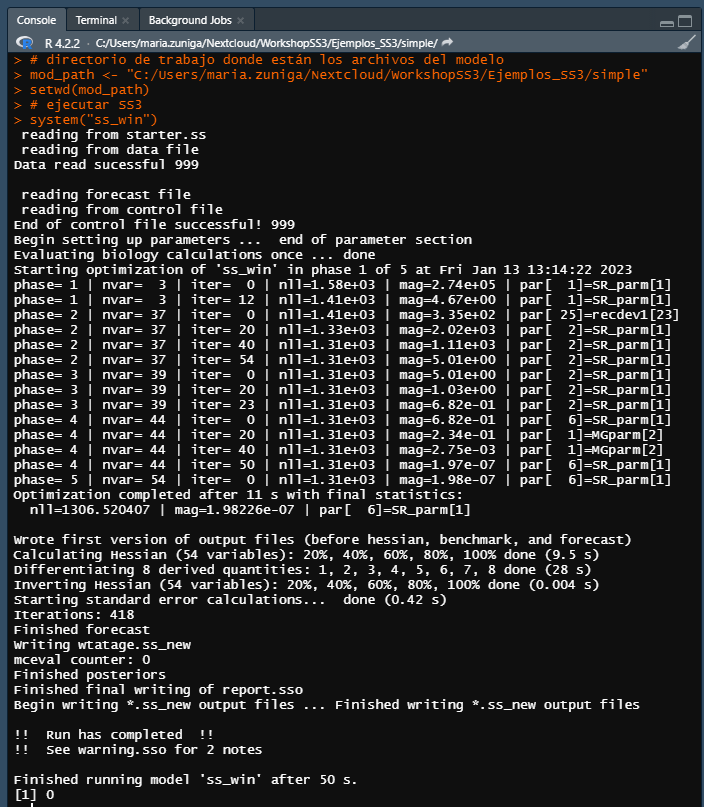 Console Terminal × Background Jobs ×
R 4.2.2 · C:/Users/maria.zuniga/Nextcloud/WorkshopSS3/Ejemplos_SS3/simple/
> # directorio de trabajo donde están los archivos del modelo
> mod_path <- "C:/Users/maria.zuniga/Nextcloud/WorkshopSS3/Ejemplos_SS3/simple"
> setwd(mod_path)
> # ejecutar SS3
> system("ss_win")
 reading from starter.ss
 reading from data file
Data read sucessful 999

 reading forecast file
 reading from control file
End of control file successful! 999
Begin setting up parameters ...  end of parameter section
Evaluating biology calculations once ... done
Starting optimization of 'ss_win' in phase 1 of 5 at Fri Jan 13 13:14:22 2023
phase= 1 | nvar=  3 | iter=  0 | nll=1.58e+03 | mag=2.74e+05 | par[  1]=SR_parm[1]
phase= 1 | nvar=  3 | iter= 12 | nll=1.41e+03 | mag=4.67e+00 | par[  1]=SR_parm[1]
phase= 2 | nvar= 37 | iter=  0 | nll=1.41e+03 | mag=3.35e+02 | par[ 25]=recdev1[23]
phase= 2 | nvar= 37 | iter= 20 | nll=1.33e+03 | mag=2.02e+03 | par[  2]=SR_parm[1]
phase= 2 | nvar= 37 | iter= 40 | nll=1.31e+03 | mag=1.11e+03 | par[  2]=SR_parm[1]
phase= 2 | nvar= 37 | iter= 54 | nll=1.31e+03 | mag=5.01e+00 | par[  2]=SR_parm[1]
phase= 3 | nvar= 39 | iter=  0 | nll=1.31e+03 | mag=5.01e+00 | par[  2]=SR_parm[1]
phase= 3 | nvar= 39 | iter= 20 | nll=1.31e+03 | mag=1.03e+00 | par[  2]=SR_parm[1]
phase= 3 | nvar= 39 | iter= 23 | nll=1.31e+03 | mag=6.82e-01 | par[  2]=SR_parm[1]
phase= 4 | nvar= 44 | iter=  0 | nll=1.31e+03 | mag=6.82e-01 | par[  6]=SR_parm[1]
phase= 4 | nvar= 44 | iter= 20 | nll=1.31e+03 | mag=2.34e-01 | par[  1]=MGparm[2]
phase= 4 | nvar= 44 | iter= 40 | nll=1.31e+03 | mag=2.75e-03 | par[  1]=MGparm[2]
phase= 4 | nvar= 44 | iter= 50 | nll=1.31e+03 | mag=1.97e-07 | par[  6]=SR_parm[1]
phase= 5 | nvar= 54 | iter=  0 | nll=1.31e+03 | mag=1.98e-07 | par[  6]=SR_parm[1]
Optimization completed after 11 s with final statistics:
  nll=1306.520407 | mag=1.98226e-07 | par[  6]=SR_parm[1]

Wrote first version of output files (before hessian, benchmark, and forecast)
Calculating Hessian (54 variables): 20%, 40%, 60%, 80%, 100% done (9.5 s)
Differentiating 8 derived quantities: 1, 2, 3, 4, 5, 6, 7, 8 done (28 s)
Inverting Hessian (54 variables): 20%, 40%, 60%, 80%, 100% done (0.004 s)
Starting standard error calculations...  done (0.42 s)
Iterations: 418
Finished forecast
Writing wtatage.ss_new
mceval counter: 0
Finished posteriors
Finished final writing of report.sso
Begin writing *.ss_new output files ... Finished writing *.ss_new output files

!!  Run has completed  !!
!!  See warning.sso for 2 notes

Finished running model 'ss_win' after 50 s.
[1] 0